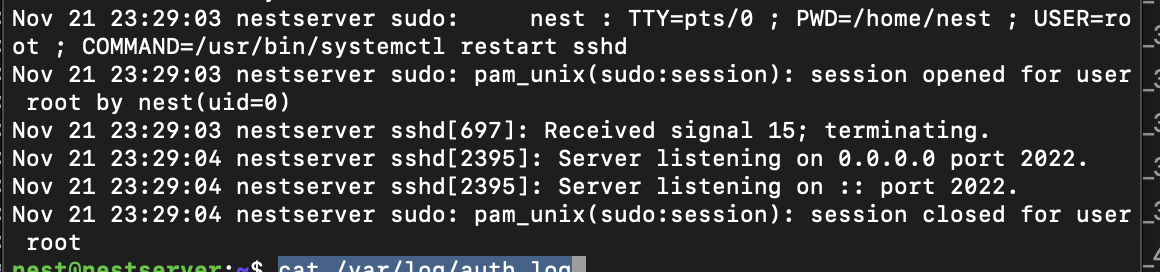 Nov 21 23:29:03 nestserver sudo:     nest : TTY=pts/0 ; PWD=/home/nest ; USER=ro
ot ; COMMAND=/usr/bin/systemctl restart sshd
Nov 21 23:29:03 nestserver sudo: pam_unix(sudo:session): session opened for user
 root by nest(uid=0)
Nov 21 23:29:03 nestserver sshd[697]: Received signal 15; terminating.
Nov 21 23:29:04 nestserver sshd[2395]: Server listening on 0.0.0.0 port 2022.
Nov 21 23:29:04 nestserver sshd[2395]: Server listening on :: port 2022.
Nov 21 23:29:04 nestserver sudo: pam_unix(sudo:session): session closed for user
 root
nest@nestserver:~$ cat /var/log/auth.log